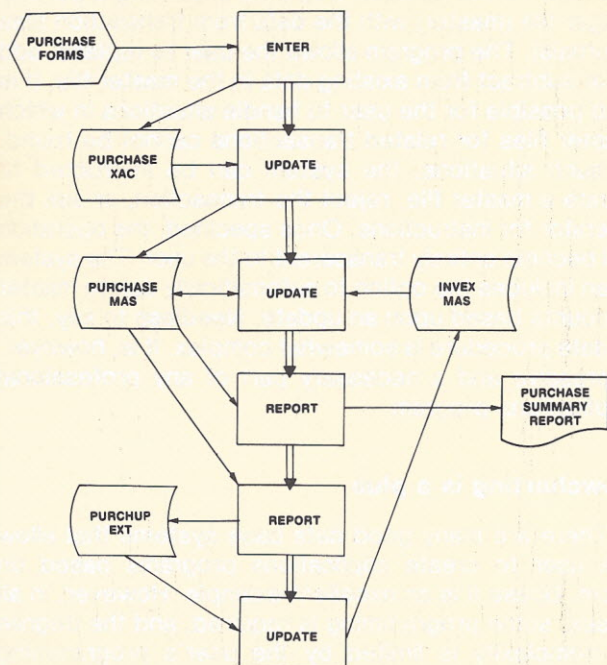 PURCHASE
FORMS
ENTER
PURCHASE
XAC
UPDATE
PURCHASE
MAS
UPDATE
INVEX
MAS
REPORT
PURCHASE
SUMMARY
REPORT
PURCHUP
EXT
REPORT
UPDATE